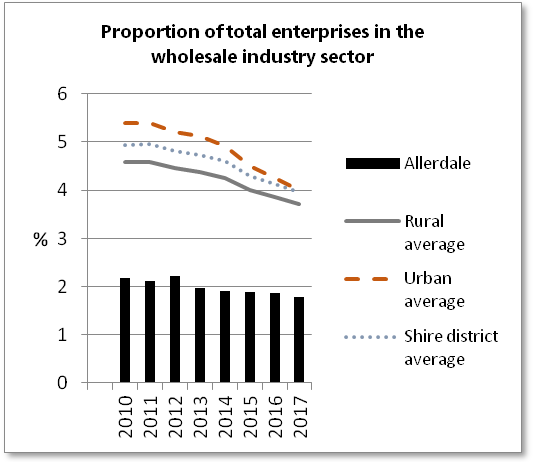 Proportion of total enterprises in the
wholesale industry sector
6
5
4
3
2
1
0
%
2010
2011
2012
2013
2014
2015
2016
2017
Allerdale
Rural
average
Urban
average
Shire district
average